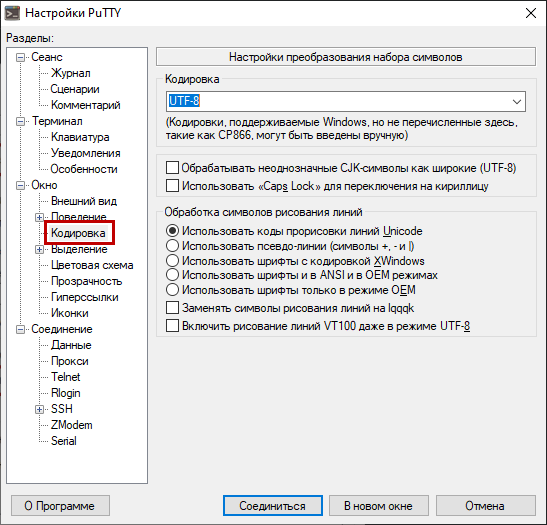 Настройки PuTTY
Разделы:
Сеанс
Журнал
Сценарии
Комментарий
Терминал
Клавиатура
Уведомления
Особенности
Окно
Внешний вид
Поведение
Кодировка
Выделение
Цветовая схема
Прозрачность
Гиперссылки
Иконки
Соединение
Данные
Прокси
Telnet
Rlogin
SSH
ZModem
Serial
Настройки преобразования набора символов
Кодировка
UTF-8
(Кодировки, поддерживаемые Windows, но не перечисленные здесь,
такие как CP866, могут быть введены вручную)
Обрабатывать неоднозначные CJK-символы как широкие (UTF-8)
Использовать «Caps Lock» для переключения на кириллицу
Обработка символов рисования линий
Использовать коды прорисовки линий Unicode
Использовать псевдо-линии (символы +, - и |)
Использовать шрифты с кодировкой XWindows
Использовать шрифты и в ANSI и в OEM режимах
Использовать шрифты только в режиме OEM
Заменять символы рисования линий на lqqqk
Включить рисование линий VT100 даже в режиме UTF-8
О Программе
Соединиться
В новом окне
Отмена